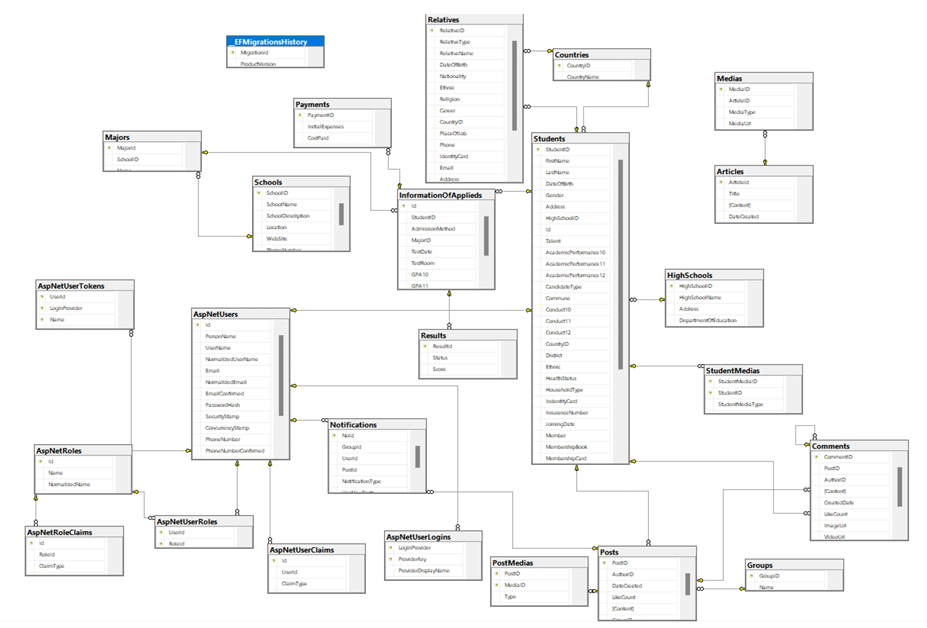 __EFMigrationsHistory
MigrationId
ProductVersion
Relatives
RelativeID
RelativeType
RelativeName
DateOfBirth
Nationality
Ethnic
Religion
Career
CountryID
PlaceOfJob
Phone
IdentityCard
Email
Address
Countries
CountryID
CountryName
Medias
MediaID
ArticleID
MediaType
MediaUrl
Payments
PaymentID
InitialExpenses
CostPaid
Majors
MajorId
SchoolID
Schools
SchoolID
SchoolName
SchoolDescription
Location
WebSite
PhoneNumber
InformationOfApplieds
Id
StudentID
AdmissionMethod
MajorID
TestDate
TestRoom
GPA10
GPA11
Students
StudentID
FirstName
LastName
DateOfBirth
Gender
Address
HighSchoolID
Id
Talent
AcademicPerformance10
AcademicPerformance11
AcademicPerformance12
CandidateType
Commune
Conduct10
Conduct11
Conduct12
CountryID
District
Ethnic
HealthStatus
HouseholdType
IndentityCard
InsuranceNumber
JoiningDate
Member
MembershipBook
MembershipCard
Articles
ArticleId
Title
[Content]
DateCreated
HighSchools
HighSchoolID
HighSchoolName
Address
DepartmentOfEducation
AspNetUserTokens
UserId
LoginProvider
Name
AspNetUsers
Id
PersonName
UserName
NormalizedUserName
Email
NormalizedEmail
EmailConfirmed
PasswordHash
SecurityStamp
ConcurrencyStamp
PhoneNumber
PhoneNumberConfirmed
Results
ResultId
Status
Score
StudentMedias
StudentMediaID
StudentID
StudentMediaType
Notifications
NoId
GroupId
UserId
PostId
NotificationType
Comments
CommentID
PostID
AuthorID
[Content]
CreatedDate
LikeCount
ImageUrl
VideoUrl
AspNetRoles
Id
Name
NormalizedName
AspNetRoleClaims
Id
RoleId
ClaimType
AspNetUserRoles
UserId
RoleId
AspNetUserClaims
Id
UserId
ClaimType
AspNetUserLogins
LoginProvider
ProviderKey
ProviderDisplayName
PostMedias
PostID
MediaID
Type
Posts
PostID
AuthorID
DateCreated
LikeCount
[Content]
Groups
GroupID
Name